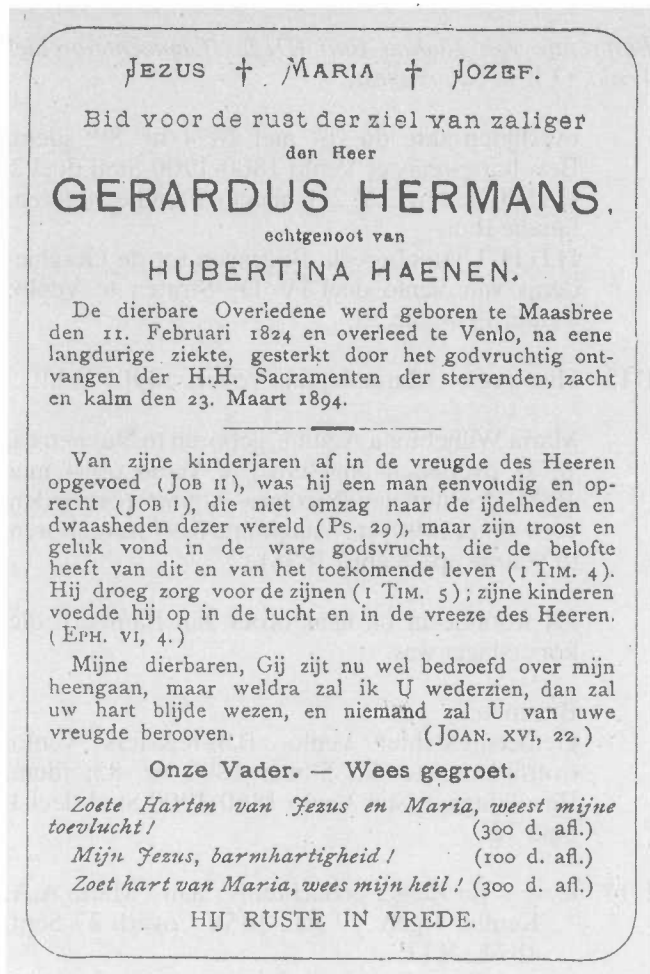 JEZUS † MARIA † JOZEF.
Bid voor de rust der ziel van zaliger
den Heer
GERARDUS HERMANS,
echtgenoot van
HUBERTINA HAENEN.
De dierbare Overledene werd geboren te Maasbree
den 11. Februari 1824 en overleed te Venlo, na eene
langdurige ziekte, gesterkt door het godvruchtig ont-
vangen der H.H. Sacramenten der stervenden, zacht
en kalm den 23. Maart 1894.
Van zijne kinderjaren af in de vreugde des Heeren
opgevoed (JOB II), was hij een man eenvoudig en op-
recht (JOB I), die niet omzag naar de ijdelheden en
dwaasheden dezer wereld (Ps. 29), maar zijn troost en
geluk vond in de ware godsvrucht, die de belofte
heeft van dit en van het toekomende leven (1 TIM. 4).
Hij droeg zorg voor de zijnen (1 TIM. 5); zijne kinderen
voedde hij op in de tucht en in de vreeze des Heeren.
(EPH. VI, 4.)
Mijne dierbaren, Gij zijt nu wel bedroefd over mijn
heengaan, maar weldra zal ik U wederzien, dan zal
uw hart blijde wezen, en niemand zal U van uwe
vreugde berooven. (JOAN. XVI, 22.)
Onze Vader. — Wees gegroet.
Zoete Harten van Jezus en Maria, weest mijne
toevlucht! (300 d. afl.)
Mijn Jezus, barmhartigheid! (100 d. afl.)
Zoet hart van Maria, wees mijn heil! (300 d. afl.)
HIJ RUSTE IN VREDE.